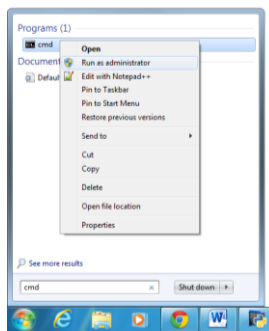 Programs (1)
cmd
Open
Run as administrator
Document
Defaul
Edit with Notepad++
Pin to Taskbar
Pin to Start Menu
Restore previous versions
Send to
Cut
Copy
Delete
Open file location
Properties
See more results
cmd
Shut down
W